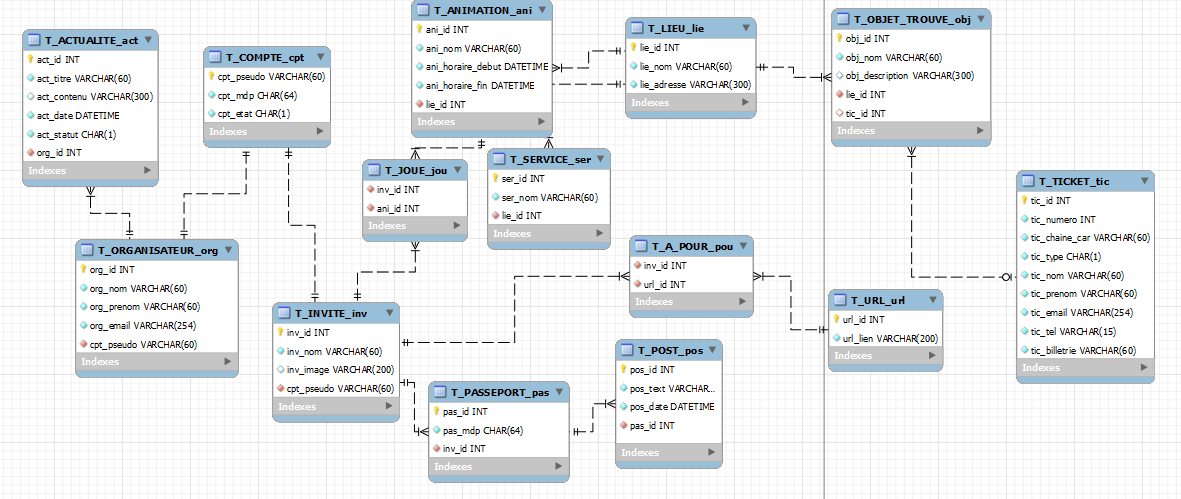 T_ANIMATION_ani
ani_id INT
ani_nom VARCHAR(60)
ani_horaire_debut DATETIME
ani_horaire_fin DATETIME
lie_id INT
Indexes
T_OBJET_TROUVE_obj
obj_id INT
obj_nom VARCHAR(60)
obj_description VARCHAR(300)
lie_id INT
tic_id INT
Indexes
T_LIEU_lie
lie_id INT
lie_nom VARCHAR(60)
lie_adresse VARCHAR(300)
Indexes
T_ACTUALITE_act
act_id INT
act_titre VARCHAR(60)
act_contenu VARCHAR(300)
act_date DATETIME
act_statut CHAR(1)
org_id INT
Indexes
T_COMPTE_cpt
cpt_pseudo VARCHAR(60)
cpt_mdp CHAR(64)
cpt_etat CHAR(1)
Indexes
T_JOUE_jou
inv_id INT
ani_id INT
Indexes
T_SERVICE_ser
ser_id INT
ser_nom VARCHAR(60)
lie_id INT
Indexes
T_TICKET_tic
tic_id INT
tic_numero INT
tic_chaine_car VARCHAR(60)
tic_type CHAR(1)
tic_nom VARCHAR(60)
tic_prenom VARCHAR(60)
tic_email VARCHAR(254)
tic_tel VARCHAR(15)
tic_billetrie VARCHAR(60)
Indexes
T_ORGANISATEUR_org
org_id INT
org_nom VARCHAR(60)
org_prenom VARCHAR(60)
org_email VARCHAR(254)
cpt_pseudo VARCHAR(60)
Indexes
T_A_POUR_pou
inv_id INT
url_id INT
Indexes
T_URL_url
url_id INT
url_lien VARCHAR(200)
Indexes
T_INVITE_inv
inv_id INT
inv_nom VARCHAR(60)
inv_image VARCHAR(200)
cpt_pseudo VARCHAR(60)
Indexes
T_POST_pos
pos_id INT
pos_text VARCHAR...
pos_date DATETIME
pas_id INT
Indexes
T_PASSEPORT_pas
pas_id INT
pas_mdp CHAR(64)
inv_id INT
Indexes